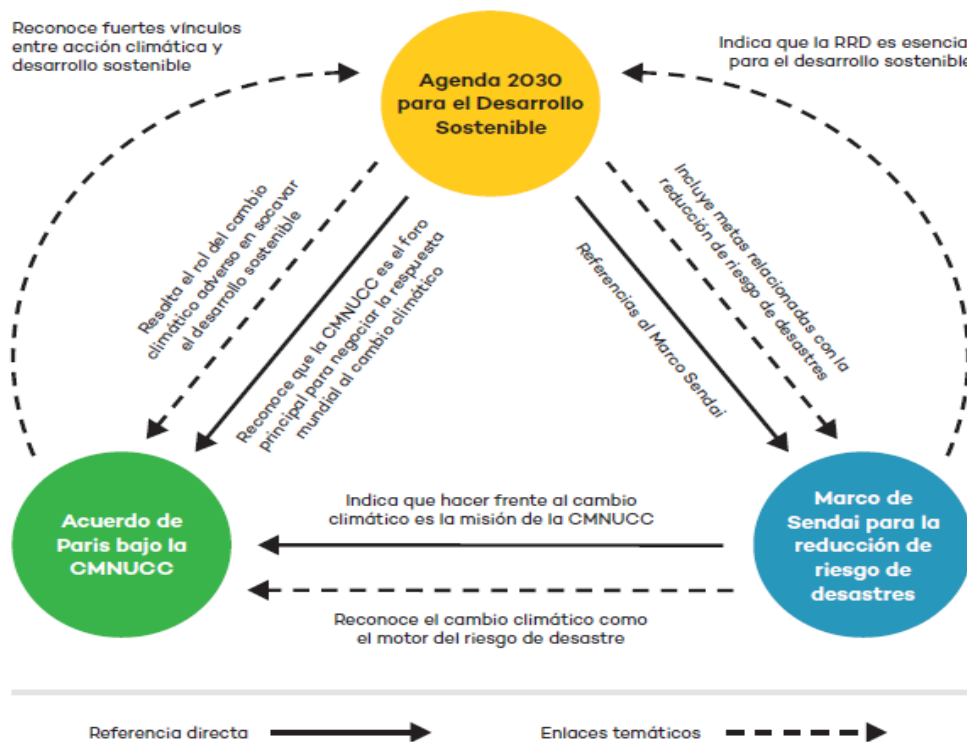 Reconoce fuertes vínculos
entre acción climática y
desarrollo sostenible
Indica que la RRD es esencial
para el desarrollo sostenible
Agenda 2030
para el Desarrollo
Sostenible
Resalta el rol del cambio
climático adverso en socavar
el desarrollo sostenible
Reconoce que la CMNUCC es el foro
principal para negociar la respuesta
mundial al cambio climático
Incluye metas relacionadas con la
reducción de riesgo de desastres
Referencias al Marco Sendai
Acuerdo de
Paris bajo la
CMNUCC
Indica que hacer frente al cambio
climático es la misión de la CMNUCC
Reconoce el cambio climático como
el motor del riesgo de desastre
Marco de
Sendai para la
reducción de
riesgo de
desastres
Referencia directa
Enlaces temáticos